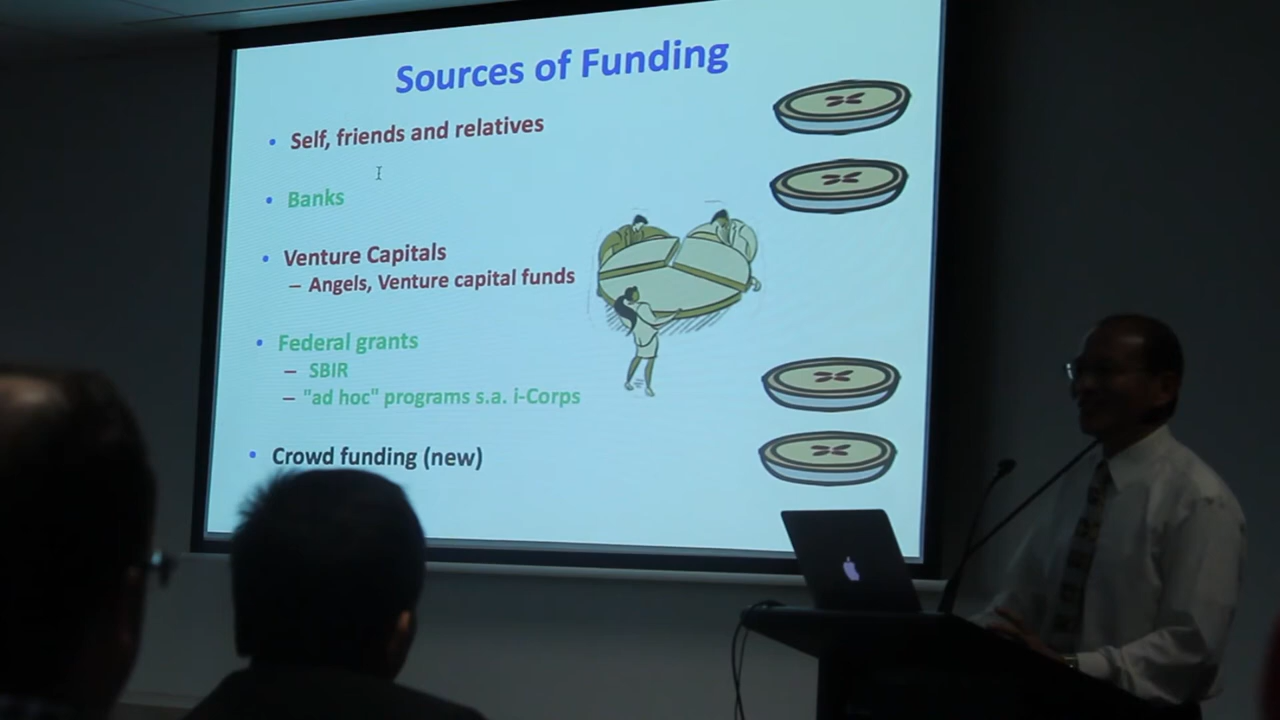 Sources of Funding
• Self, friends and relatives
• Banks
• Venture Capitals
– Angels, Venture capital funds
• Federal grants
– SBIR
– "ad hoc" programs s.a. i-Corps
• Crowd funding (new)